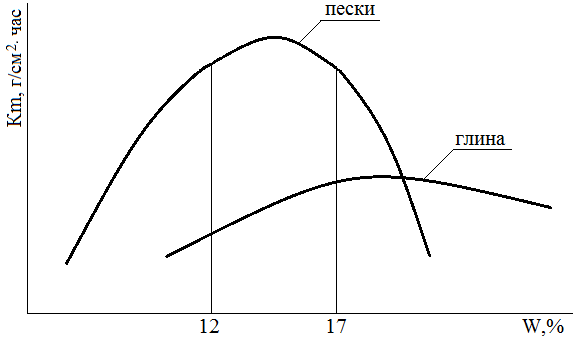 пески
Km, г/см². час
глина
12
17
W,%